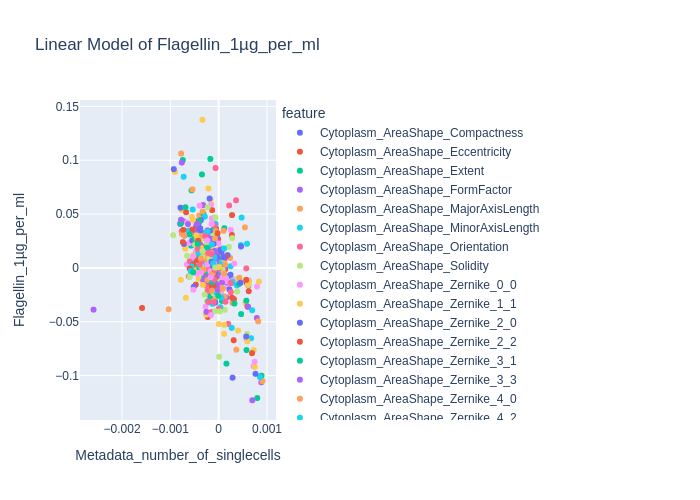 Linear Model of Flagellin_1µg_per_ml
feature
0.15
0.1
0.05
0
−0.05
−0.1
Flagellin_1µg_per_ml
−0.002
−0.001
0
0.001
Metadata_number_of_singlecells
Cytoplasm_AreaShape_Compactness
Cytoplasm_AreaShape_Eccentricity
Cytoplasm_AreaShape_Extent
Cytoplasm_AreaShape_FormFactor
Cytoplasm_AreaShape_MajorAxisLength
Cytoplasm_AreaShape_MinorAxisLength
Cytoplasm_AreaShape_Orientation
Cytoplasm_AreaShape_Solidity
Cytoplasm_AreaShape_Zernike_0_0
Cytoplasm_AreaShape_Zernike_1_1
Cytoplasm_AreaShape_Zernike_2_0
Cytoplasm_AreaShape_Zernike_2_2
Cytoplasm_AreaShape_Zernike_3_1
Cytoplasm_AreaShape_Zernike_3_3
Cytoplasm_AreaShape_Zernike_4_0
Cytoplasm_AreaShape_Zernike_4_2